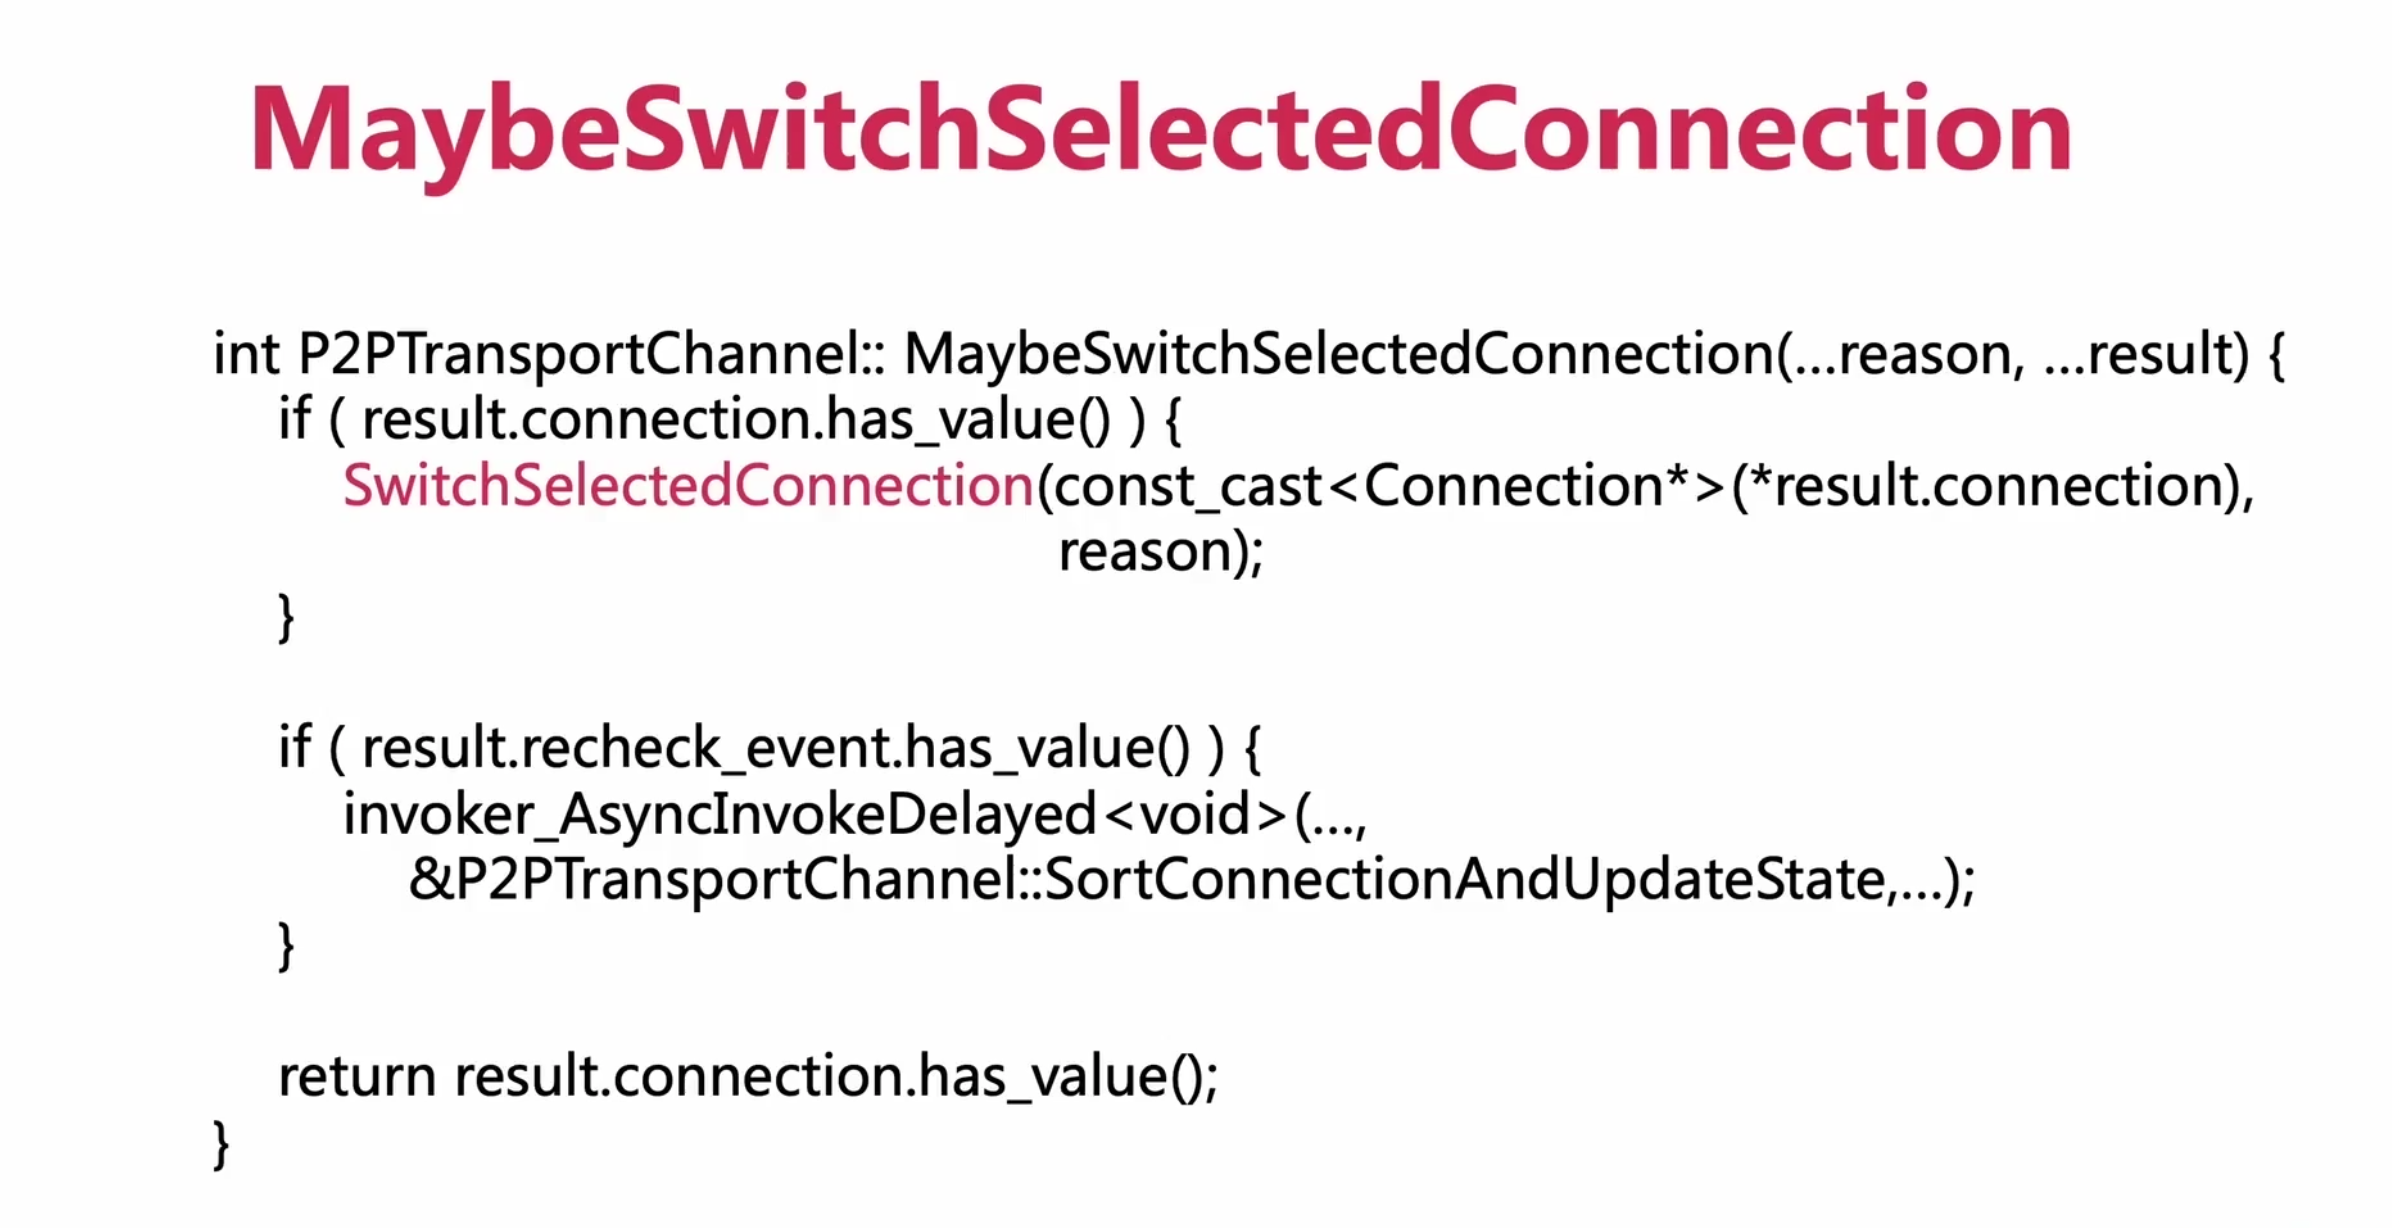 MaybeSwitchSelectedConnection
int P2PTransportChannel:: MaybeSwitchSelectedConnection(...reason, ...result) {
if ( result.connection.has_value() ) {
SwitchSelectedConnection(const_cast<Connection*>(*result.connection),
reason);
}
if ( result.recheck_event.has_value() ) {
invoker_AsyncInvokeDelayed<void>(...,
&P2PTransportChannel::SortConnectionAndUpdateState,...);
}
return result.connection.has_value();
}